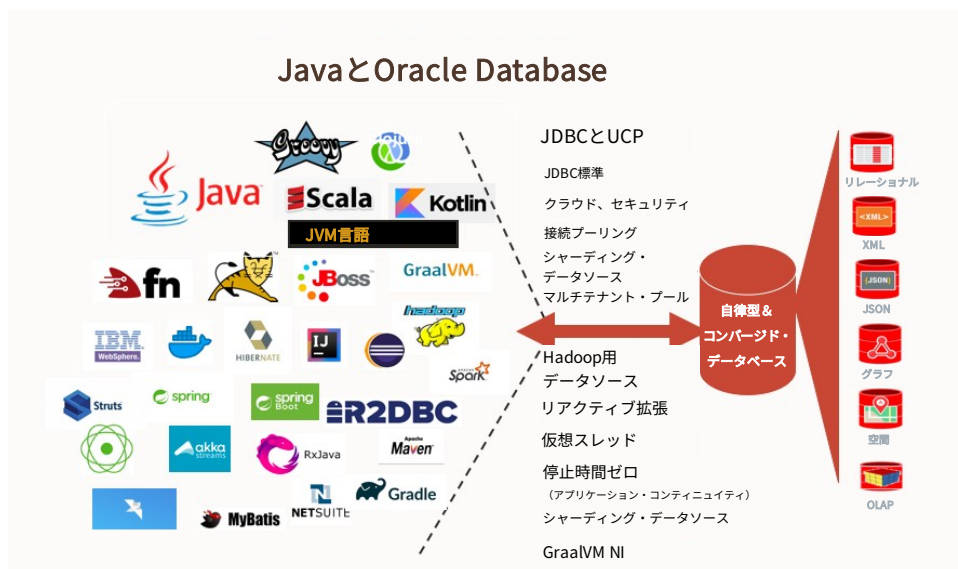 JavaとOracle Database
Groovy
Java
Scala
Kotlin
JVM言語
fn
JBoss
GraalVM
hadoop
IBM
WebSphere
HIBERNATE
IJ
APACHE
Spark
Struts
spring
spring
Boot
R2DBC
akka
streams
RxJava
Apache
Maven
NETSUITE
Gradle
MyBatis
JDBCとUCP
JDBC標準
クラウド、セキュリティ
接続プーリング
シャーディング・
データソース
マルチテナント・プール
Hadoop用
データソース
リアクティブ拡張
仮想スレッド
停止時間ゼロ
(アプリケーション・コンティニュイティ)
シャーディング・データソース
GraalVM NI
自律型＆
コンバージド・
データベース
リレーショナル
<XML>
XML
{JSON}
JSON
グラフ
空間
OLAP